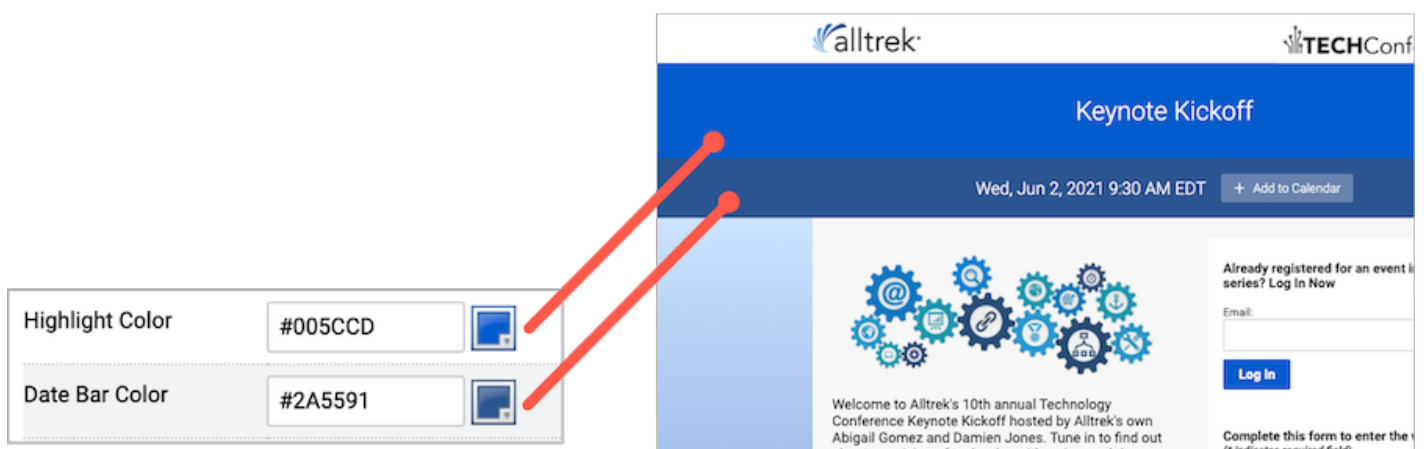 alltrek
TECHConf
Keynote Kickoff
Wed, Jun 2, 2021 9:30 AM EDT + Add to Calendar
Highlight Color #005CCD
Date Bar Color #2A5591
@
Welcome to Alltrek's 10th annual Technology
Conference Keynote Kickoff hosted by Alltrek's own
Abigail Gomez and Damien Jones. Tune in to find out
Already registered for an event
series? Log In Now
Email:
Log In
Complete this form to enter the